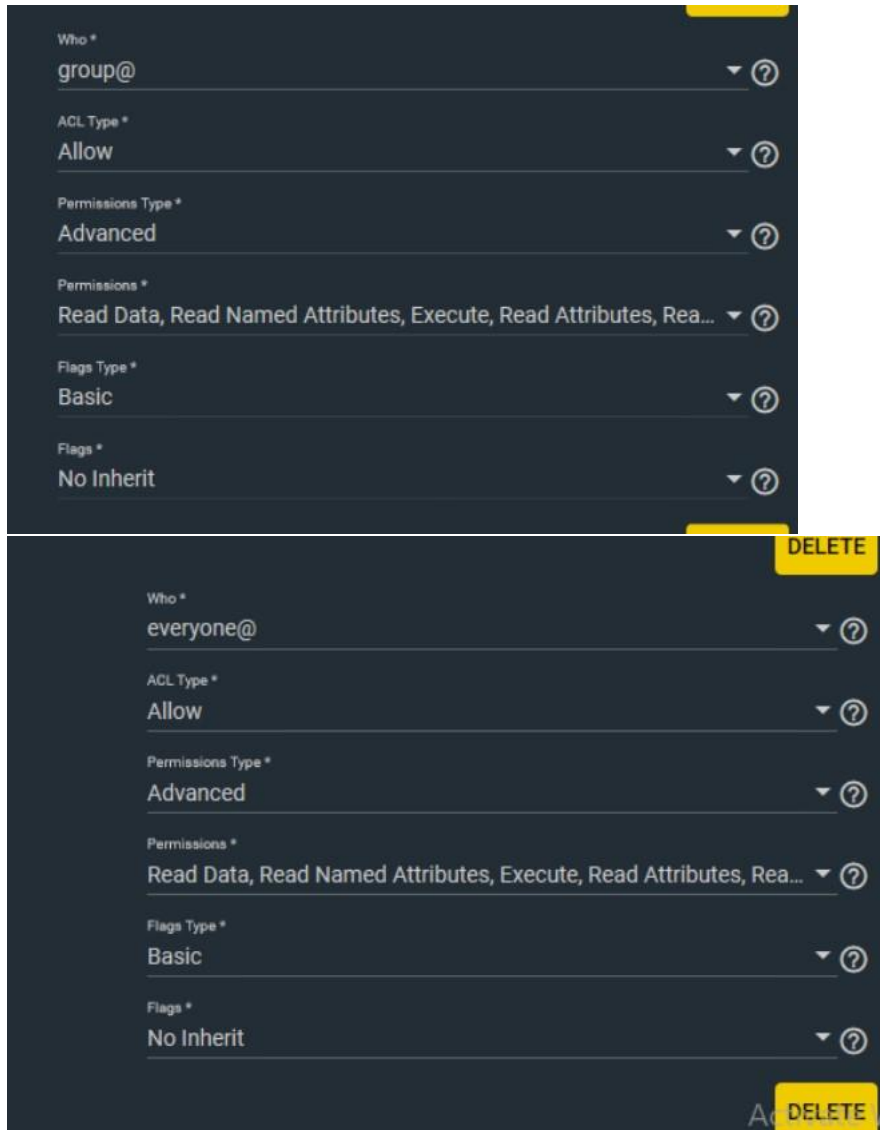 Who *
group@
ACL Type *
Allow
Permissions Type *
Advanced
Permissions *
Read Data, Read Named Attributes, Execute, Read Attributes, Rea...
Flags Type *
Basic
Flags *
No Inherit
DELETE
Who *
everyone@
ACL Type *
Allow
Permissions Type *
Advanced
Permissions *
Read Data, Read Named Attributes, Execute, Read Attributes, Rea...
Flags Type *
Basic
Flags *
No Inherit
DELETE